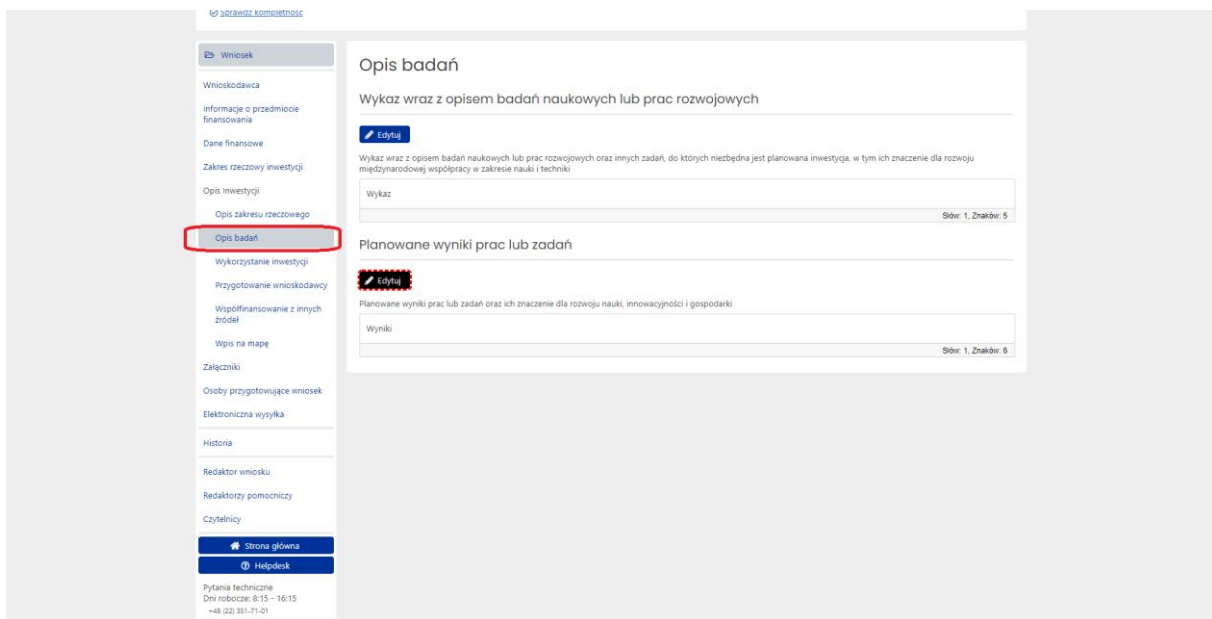 Sprawdź kompletność
Wniosek
Wnioskodawca
Informacje o przedmiocie
finansowania
Dane finansowe
Zakres rzeczowy inwestycji
Opis Inwestycji
Opis zakresu rzeczowego
Opis badań
Wykorzystanie inwestycji
Przygotowanie wnioskodawcy
Współfinansowanie z innych
źródeł
Wpis na mapę
Załączniki
Osoby przygotowujące wniosek
Elektroniczna wysyłka
Historia
Redaktor wniosku
Redaktorzy pomocniczy
Czytelnicy
Strona główna
Helpdesk
Pytania techniczne
Dni robocze: 8:15 - 16:15
+48 (22) 351-71-01
Opis badań
Wykaz wraz z opisem badań naukowych lub prac rozwojowych
Edytuj
Wykaz wraz z opisem badań naukowych lub prac rozwojowych oraz innych zadań, do których niezbędna jest planowana inwestycja, w tym ich znaczenie dla rozwoju
międzynarodowej współpracy w zakresie nauki i techniki
Wykaz
Słów: 1, Znaków: 5
Planowane wyniki prac lub zadań
Edytuj
Planowane wyniki prac lub zadań oraz ich znaczenie dla rozwoju nauki, innowacyjności i gospodarki
Wyniki
Słów: 1, Znaków: 6